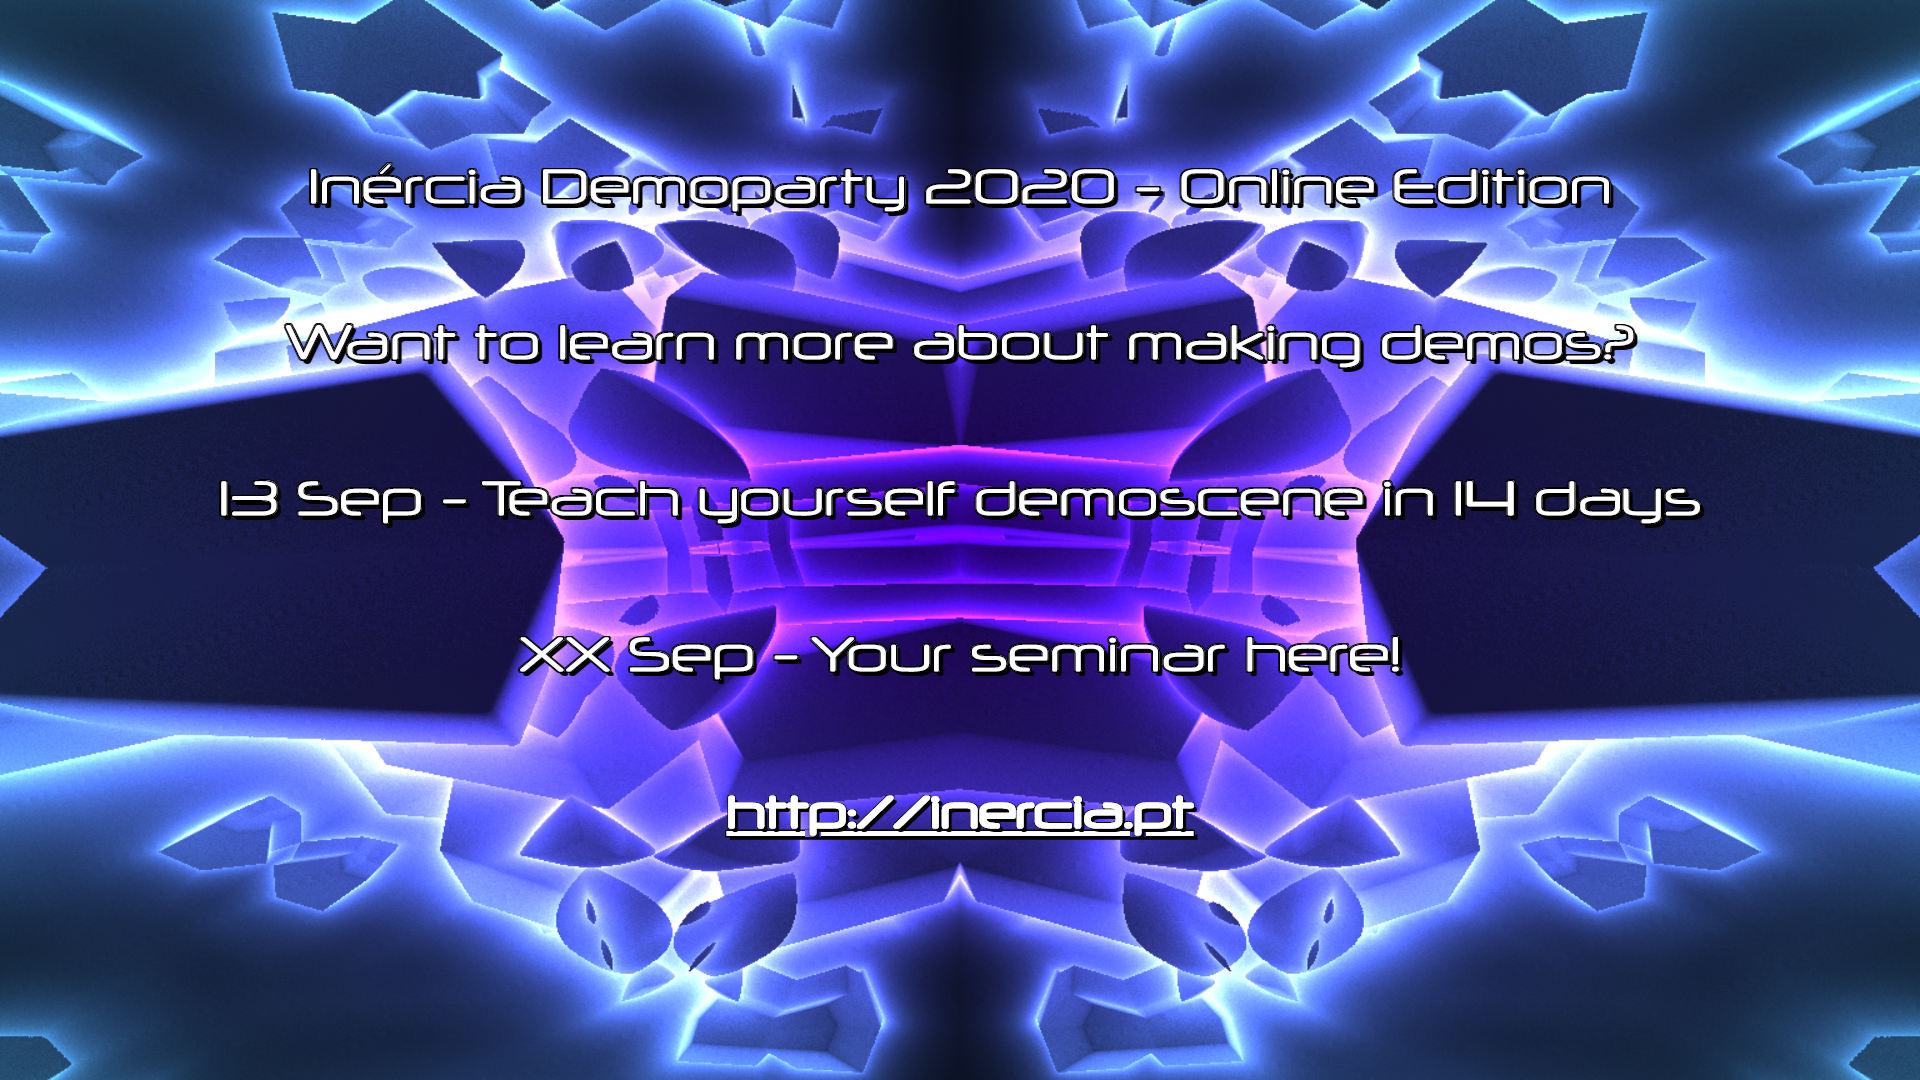 Inércia Demoparty 2020 - Online Edition
Want to learn more about making demos?
13 Sep - Teach yourself demoscene in 14 days
XX Sep - Your seminar here!
http://inercia.pt